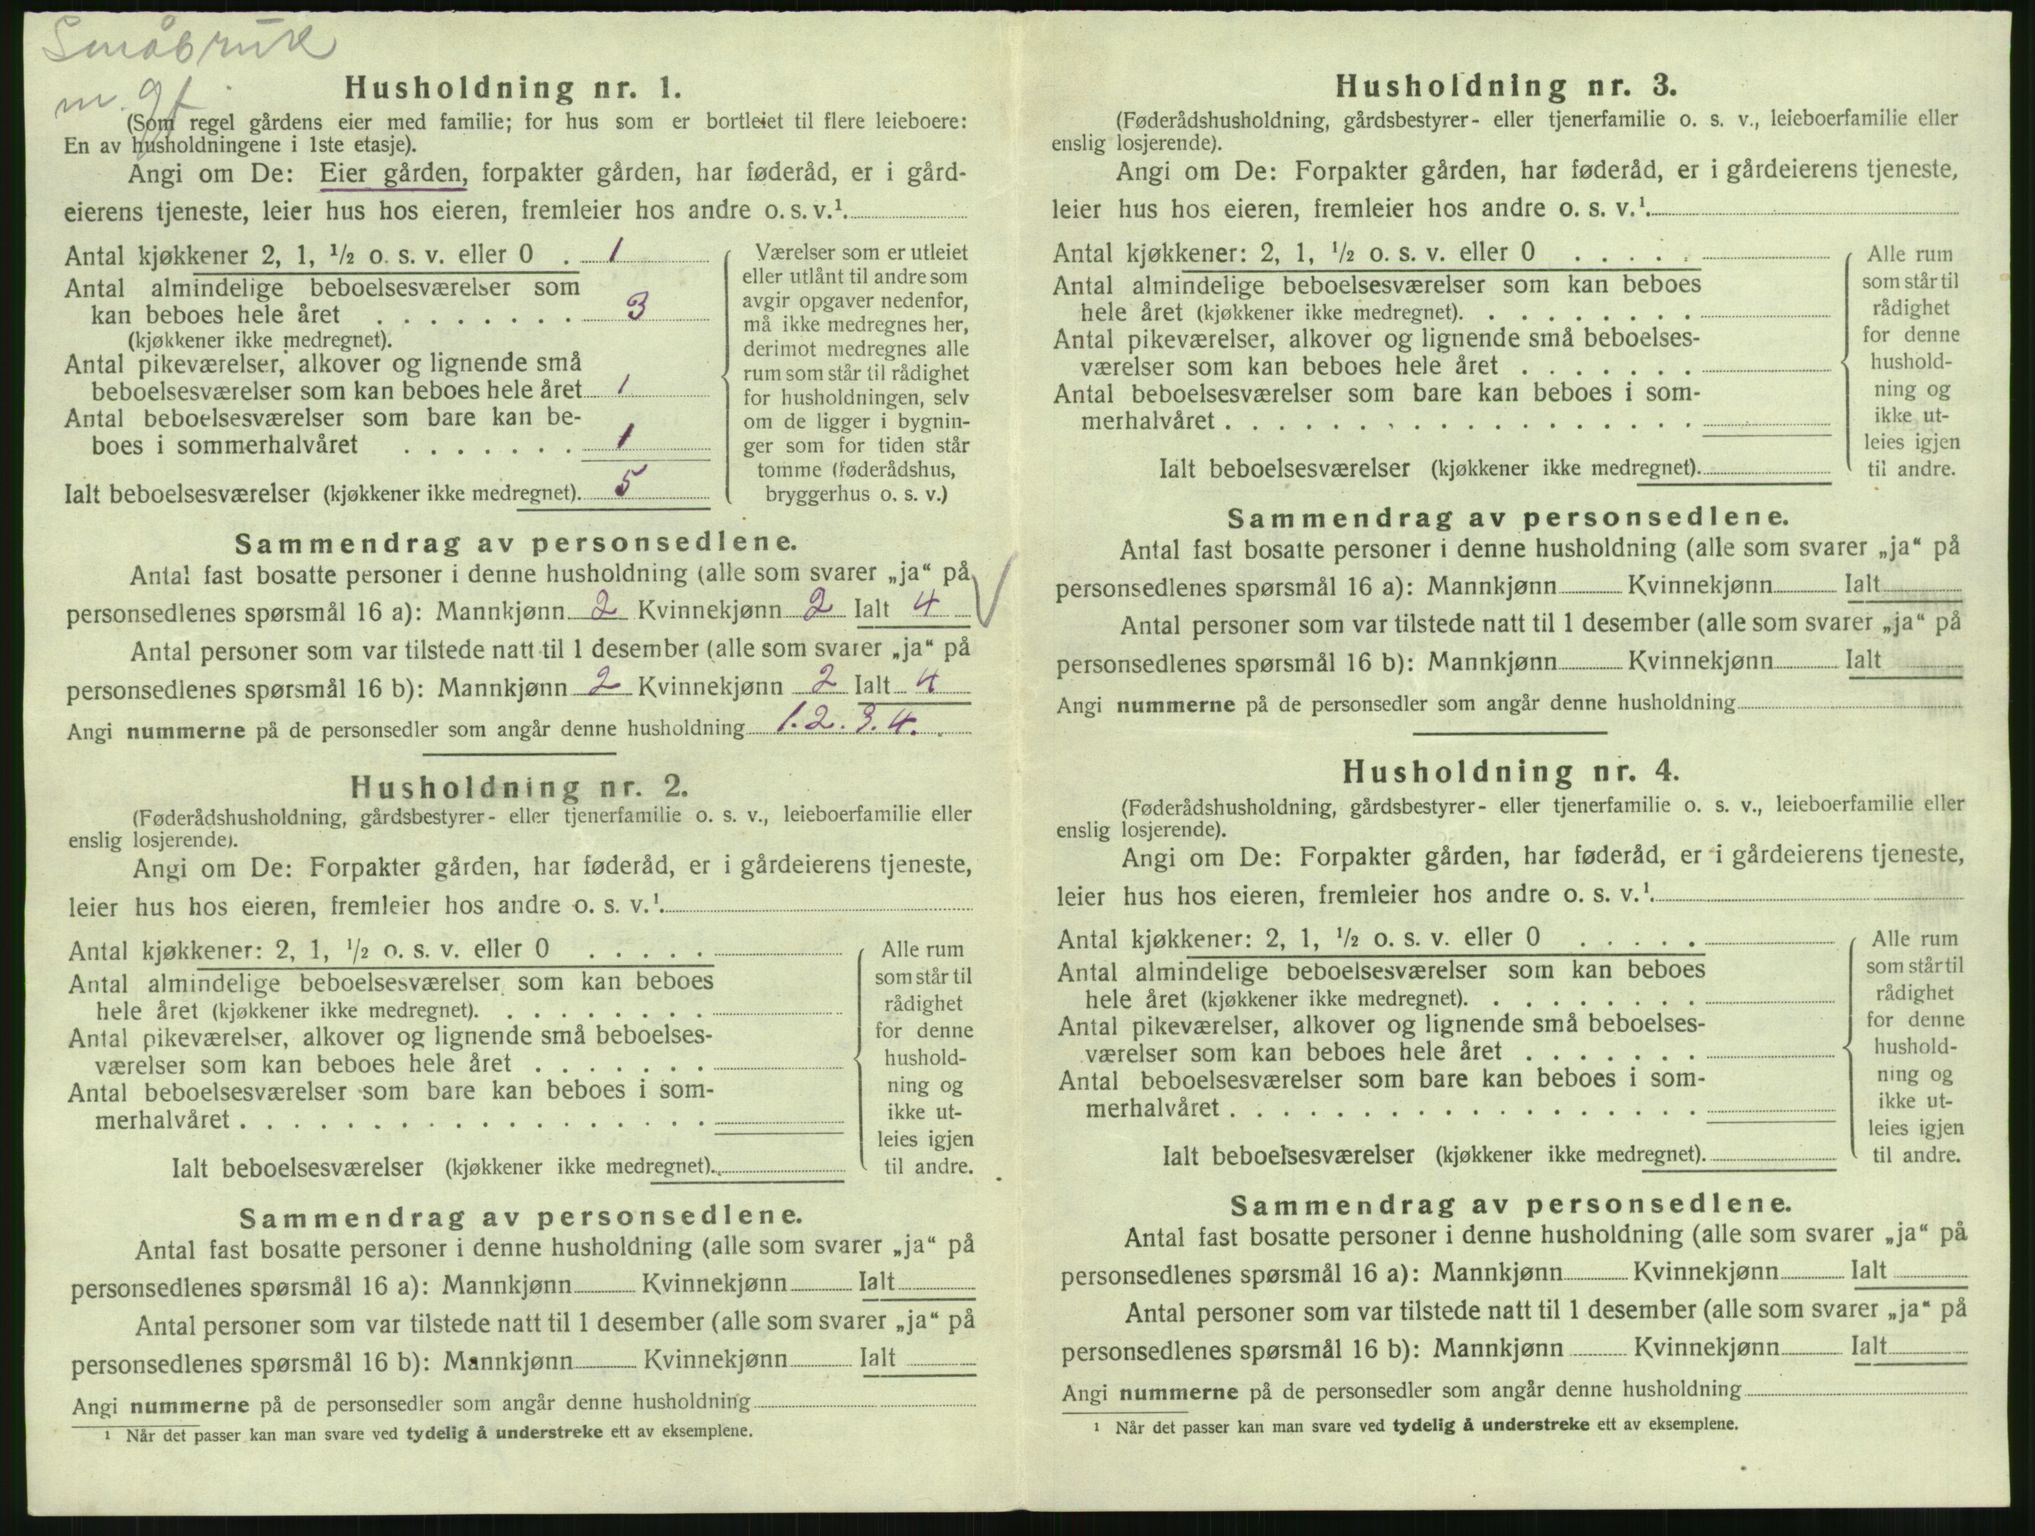 Småbruk
m. gf.
Husholdning nr. 1.
(Som regel gårdens eier med familie; for hus som er bortleiet til flere leieboere:
En av husholdningene i 1ste etasje).
Angi om De: Eier gården, forpakter gården, har føderåd, er i gård-
eierens tjeneste, leier hus hos eieren, fremleier hos andre o. s. v.¹.
Antal kjøkkener 2, 1, ½ o. s. v. eller 0 . 1
Antal almindelige beboelsesværelser som
kan beboes hele året . . . . . . . . 3
(kjøkkener ikke medregnet).
Antal pikeværelser, alkover og lignende små
beboelsesværelser som kan beboes hele året 1
Antal beboelsesværelser som bare kan be-
boes i sommerhalvåret . . . . . . . 1
Ialt beboelsesværelser (kjøkkener ikke medregnet). 5
Værelser som er utleiet
eller utlånt til andre som
avgir opgaver nedenfor,
må ikke medregnes her,
derimot medregnes alle
rum som står til rådighet
for husholdningen, selv
om de ligger i bygnin-
ger som for tiden står
tomme (føderådshus,
bryggerhus o. s. v.)
Sammendrag av personsedlene.
Antal fast bosatte personer i denne husholdning (alle som svarer „ja“ på
personsedlenes spørsmål 16 a): Mannkjønn 2 Kvinnekjønn 2 Ialt 4
Antal personer som var tilstede natt til 1 desember (alle som svarer „ja“ på
personsedlenes spørsmål 16 b): Mannkjønn 2 Kvinnekjønn 2 Ialt 4
Angi nummerne på de personsedler som angår denne husholdning 1. 2. 3. 4.
Husholdning nr. 2.
(Føderådshusholdning, gårdsbestyrer- eller tjenerfamilie o. s. v., leieboerfamilie eller
enslig losjerende).
Angi om De: Forpakter gården, har føderåd, er i gårdeierens tjeneste,
leier hus hos eieren, fremleier hos andre o. s. v.¹.
Antal kjøkkener: 2, 1, ½ o. s. v. eller 0 . . . . .
Antal almindelige beboelsesværelser som kan beboes
hele året (kjøkkener ikke medregnet). . . . . . . . .
Antal pikeværelser, alkover og lignende små beboelses-
værelser som kan beboes hele året . . . . . . .
Antal beboelsesværelser som bare kan beboes i som-
merhalvåret . . . . . . . . . . . . . . . . . .
Ialt beboelsesværelser (kjøkkener ikke medregnet).
Alle rum
som står til
rådighet
for denne
hushold-
ning og
ikke ut-
leies igjen
til andre.
Sammendrag av personsedlene.
Antal fast bosatte personer i denne husholdning (alle som svarer „ja“ på
personsedlenes spørsmål 16 a): Mannkjønn Kvinnekjønn Ialt
Antal personer som var tilstede natt til 1 desember (alle som svarer „ja“ på
personsedlenes spørsmål 16 b): Mannkjønn Kvinnekjønn Ialt
Angi nummerne på de personsedler som angår denne husholdning
¹ Når det passer kan man svare ved tydelig å understreke ett av eksemplene.
Husholdning nr. 3.
(Føderådshusholdning, gårdsbestyrer- eller tjenerfamilie o. s. v., leieboerfamilie eller
enslig losjerende).
Angi om De: Forpakter gården, har føderåd, er i gårdeierens tjeneste,
leier hus hos eieren, fremleier hos andre o. s. v.¹.
Antal kjøkkener: 2, 1, ½ o. s. v. eller 0 . . . . .
Antal almindelige beboelsesværelser som kan beboes
hele året (kjøkkener ikke medregnet). . . . . . . . .
Antal pikeværelser, alkover og lignende små beboelses-
værelser som kan beboes hele året . . . . . . .
Antal beboelsesværelser som bare kan beboes i som-
merhalvåret . . . . . . . . . . . . . . . . . .
Ialt beboelsesværelser (kjøkkener ikke medregnet).
Alle rum
som står til
rådighet
for denne
hushold-
ning og
ikke ut-
leies igjen
til andre.
Sammendrag av personsedlene.
Antal fast bosatte personer i denne husholdning (alle som svarer „ja“ på
personsedlenes spørsmål 16 a): Mannkjønn Kvinnekjønn Ialt
Antal personer som var tilstede natt til 1 desember (alle som svarer „ja“ på
personsedlenes spørsmål 16 b): Mannkjønn Kvinnekjønn Ialt
Angi nummerne på de personsedler som angår denne husholdning
Husholdning nr. 4.
(Føderådshusholdning, gårdsbestyrer- eller tjenerfamilie o. s. v., leieboerfamilie eller
enslig losjerende).
Angi om De: Forpakter gården, har føderåd, er i gårdeierens tjeneste,
leier hus hos eieren, fremleier hos andre o. s. v.¹.
Antal kjøkkener: 2, 1, ½ o. s. v. eller 0 . . . . .
Antal almindelige beboelsesværelser som kan beboes
hele året (kjøkkener ikke medregnet). . . . . . . . .
Antal pikeværelser, alkover og lignende små beboelses-
værelser som kan beboes hele året . . . . . . .
Antal beboelsesværelser som bare kan beboes i som-
merhalvåret . . . . . . . . . . . . . . . . . .
Ialt beboelsesværelser (kjøkkener ikke medregnet).
Alle rum
som står til
rådighet
for denne
hushold-
ning og
ikke ut-
leies igjen
til andre.
Sammendrag av personsedlene.
Antal fast bosatte personer i denne husholdning (alle som svarer „ja“ på
personsedlenes spørsmål 16 a): Mannkjønn Kvinnekjønn Ialt
Antal personer som var tilstede natt til 1 desember (alle som svarer „ja“ på
personsedlenes spørsmål 16 b): Mannkjønn Kvinnekjønn Ialt
Angi nummerne på de personsedler som angår denne husholdning
¹ Når det passer kan man svare ved tydelig å understreke ett av eksemplene.